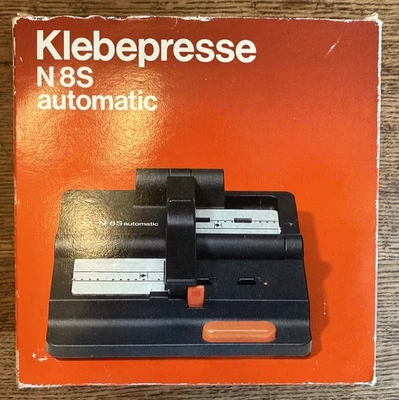 Klebepresse
N 8S
automatic
N 8S automatic